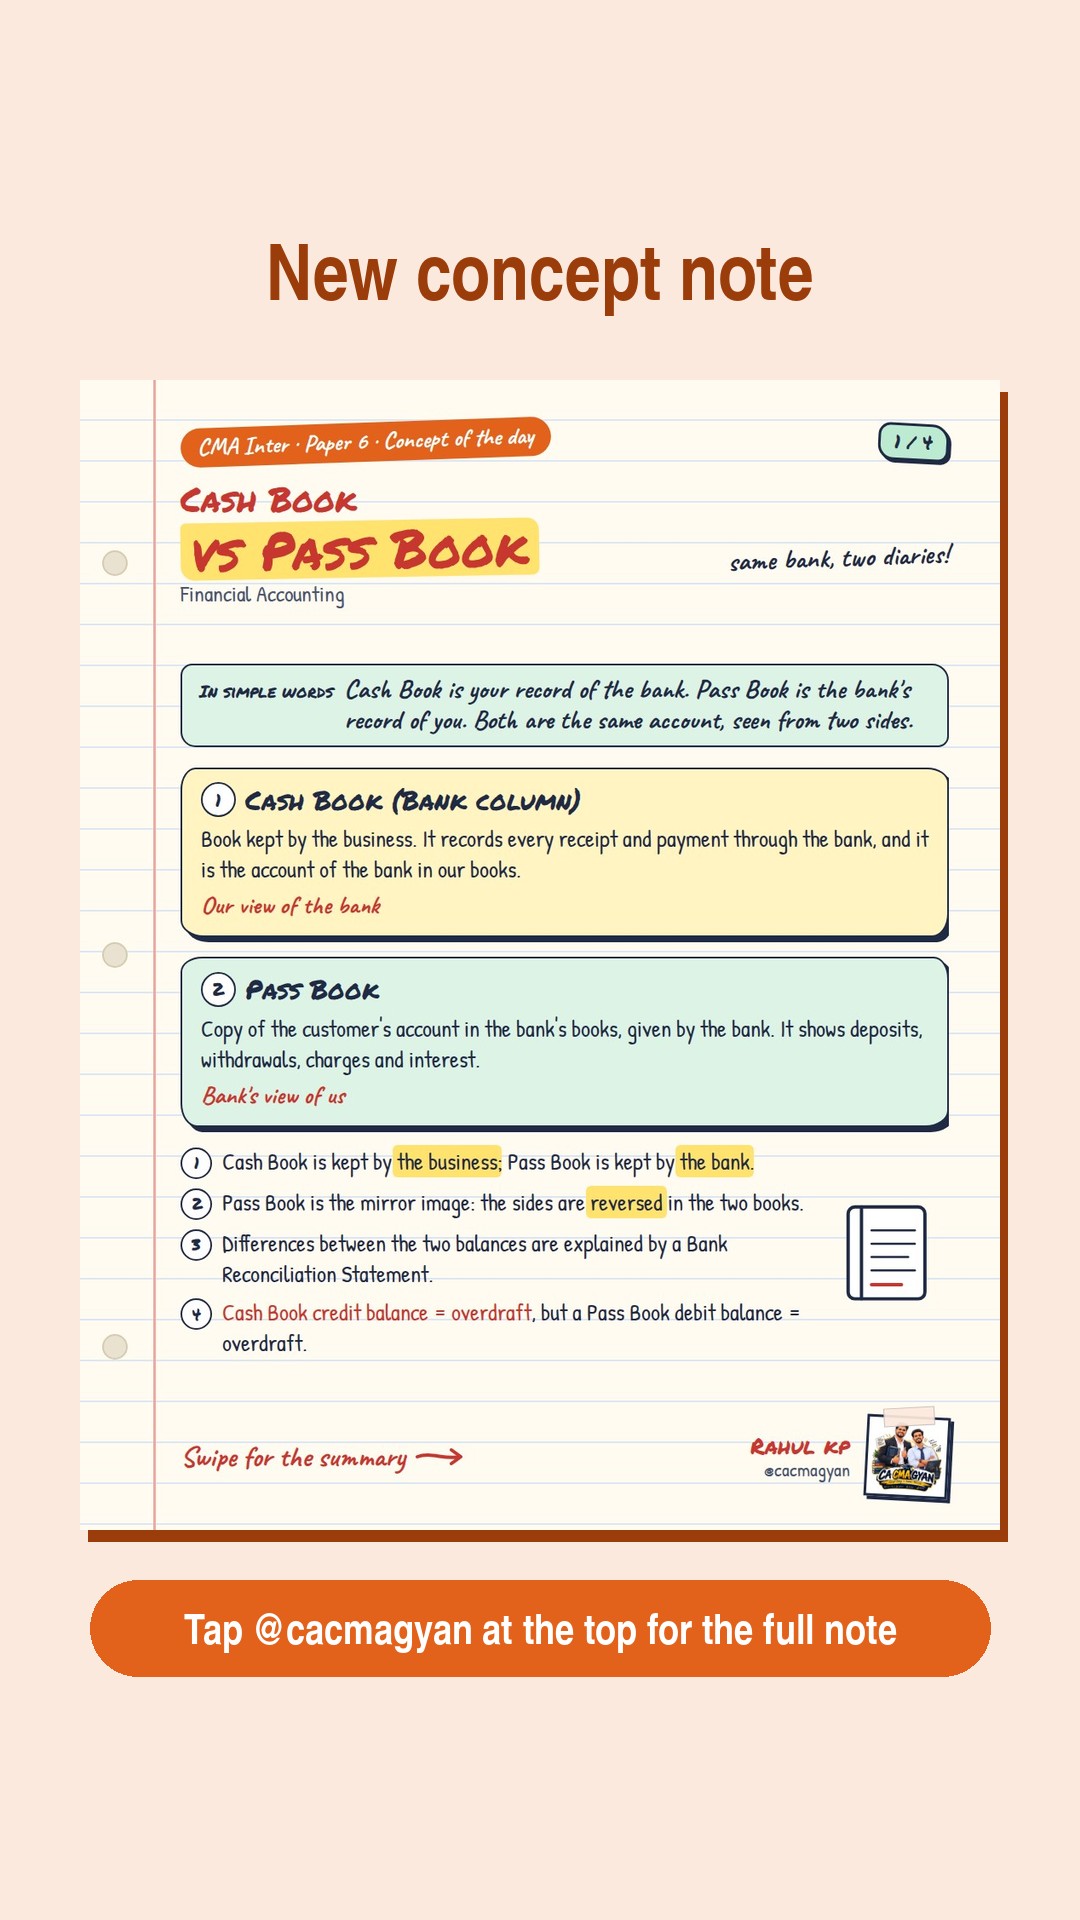 New concept note
CMA Inter · Paper 6 · Concept of the day
1 / 4
Cash Book
vs Pass Book
same bank, two diaries!
Financial Accounting
In simple words Cash Book is your record of the bank. Pass Book is the bank's
record of you. Both are the same account, seen from two sides.
1 Cash Book (Bank column)
Book kept by the business. It records every receipt and payment through the bank, and it
is the account of the bank in our books.
Our view of the bank
2 Pass Book
Copy of the customer's account in the bank's books, given by the bank. It shows deposits,
withdrawals, charges and interest.
Bank's view of us
1 Cash Book is kept by the business; Pass Book is kept by the bank.
2 Pass Book is the mirror image: the sides are reversed in the two books.
3 Differences between the two balances are explained by a Bank
Reconciliation Statement.
4 Cash Book credit balance = overdraft, but a Pass Book debit balance =
overdraft.
Swipe for the summary
Rahul KP
@cacmagyan
CA CMA GYAN
Tap @cacmagyan at the top for the full note